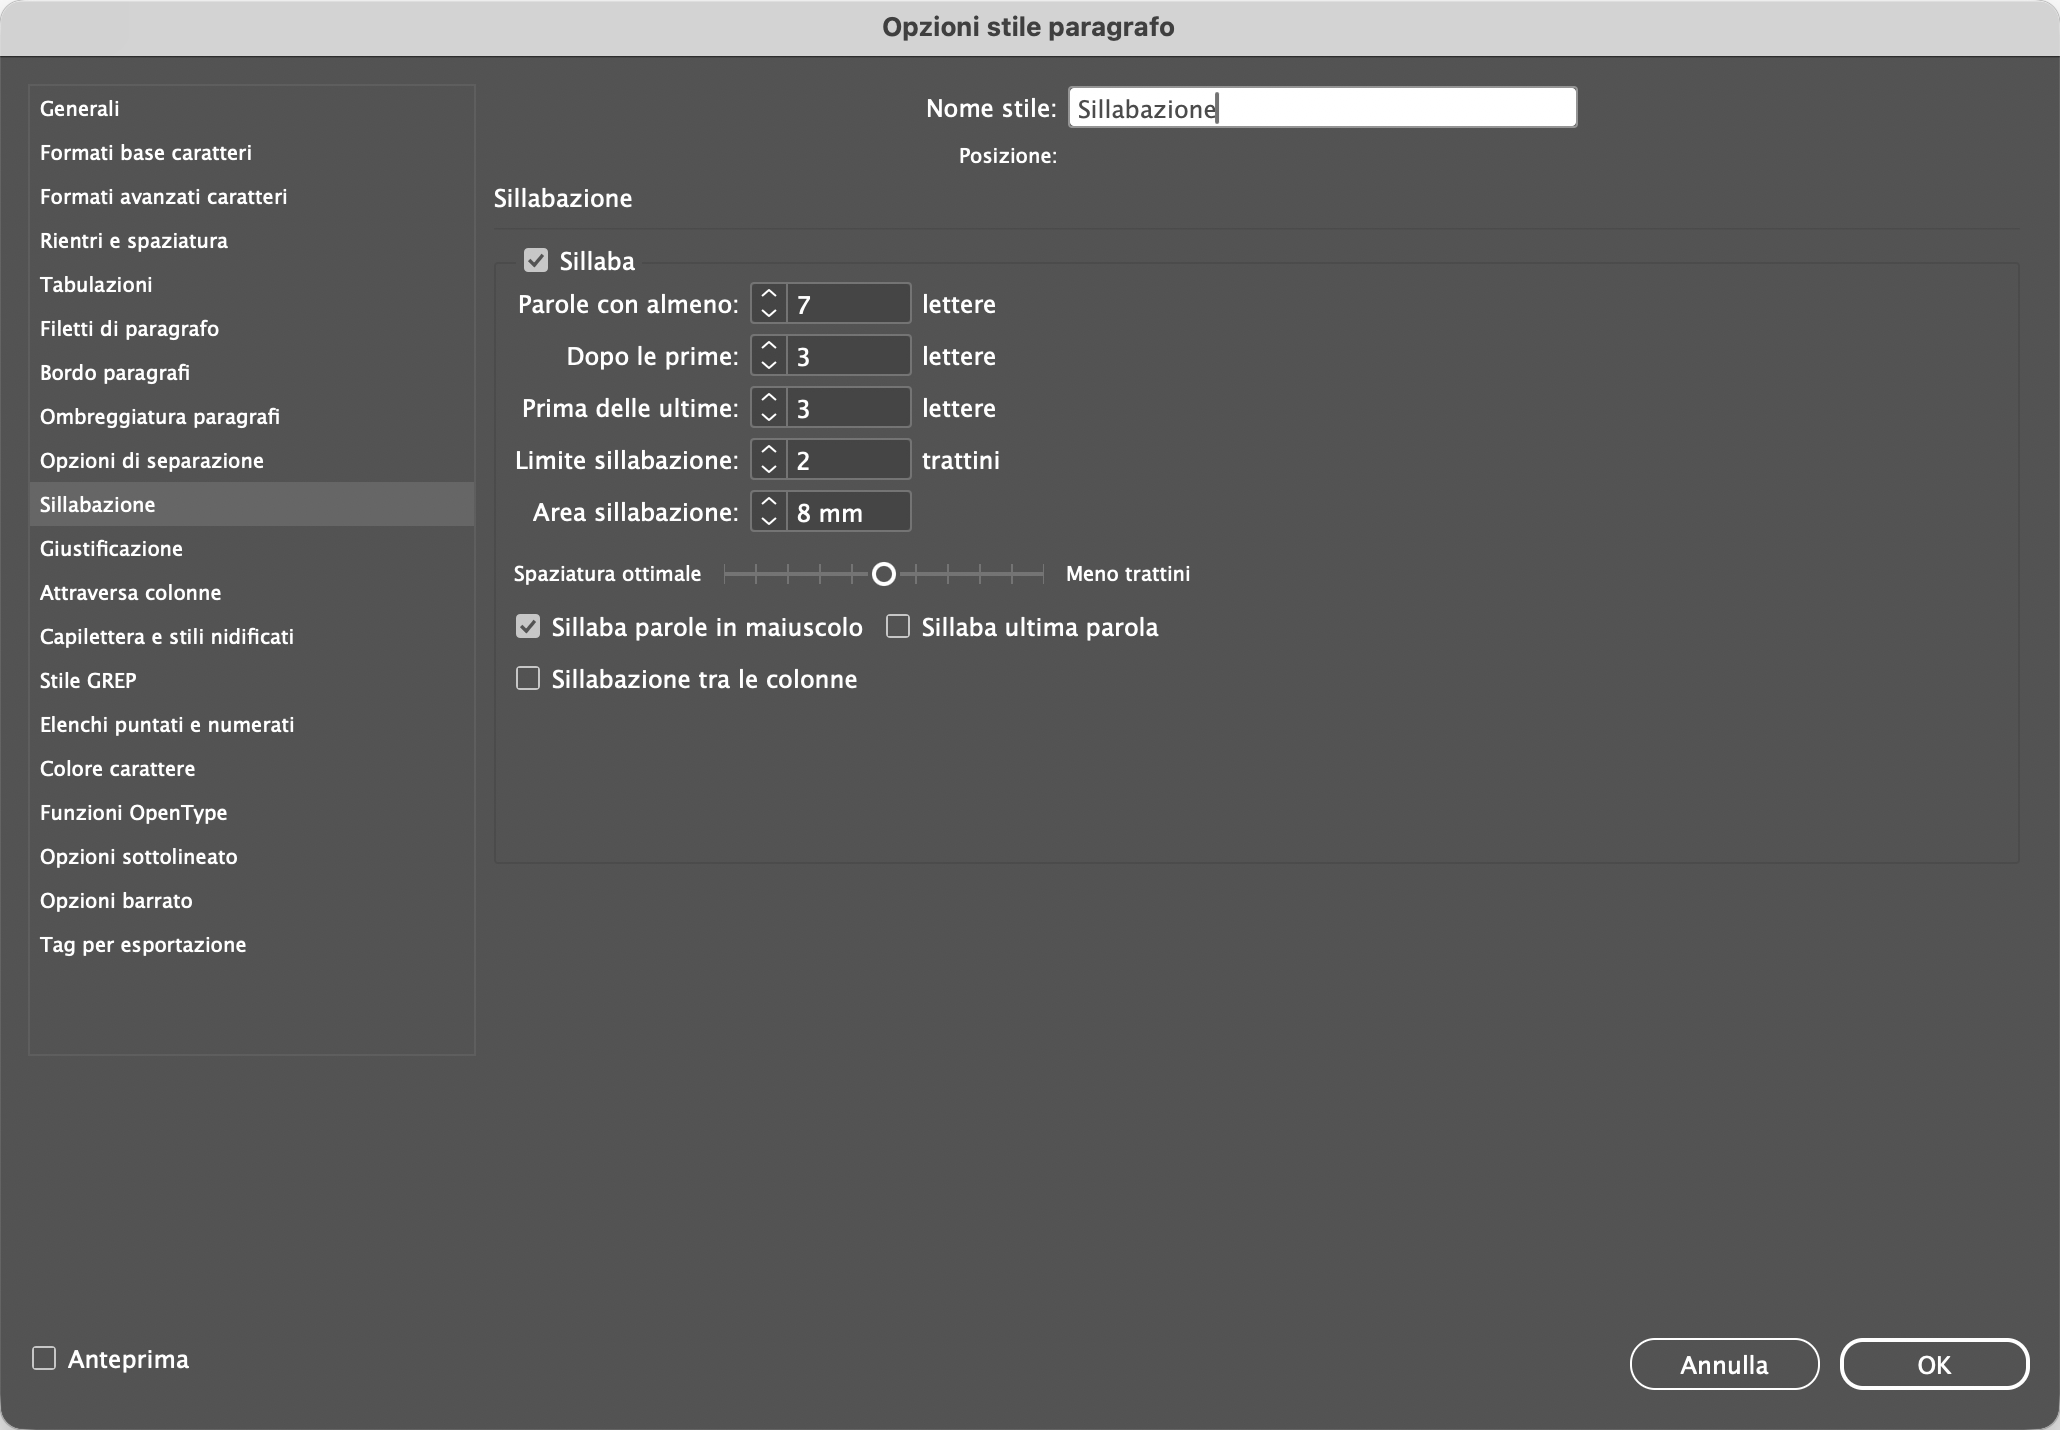 Opzioni stile paragrafo
Generali
Formati base caratteri
Formati avanzati caratteri
Rientri e spaziatura
Tabulazioni
Filetti di paragrafo
Bordo paragrafi
Ombreggiatura paragrafi
Opzioni di separazione
Sillabazione
Giustificazione
Attraversa colonne
Capilettera e stili nidificati
Stile GREP
Elenchi puntati e numerati
Colore carattere
Funzioni OpenType
Opzioni sottolineato
Opzioni barrato
Tag per esportazione
Nome stile: Sillabazione
Posizione:
Sillabazione
Sillaba
Parole con almeno: 7 lettere
Dopo le prime: 3 lettere
Prima delle ultime: 3 lettere
Limite sillabazione: 2 trattini
Area sillabazione: 8 mm
Spaziatura ottimale Meno trattini
Sillaba parole in maiuscolo Sillaba ultima parola
Sillabazione tra le colonne
Anteprima
Annulla OK